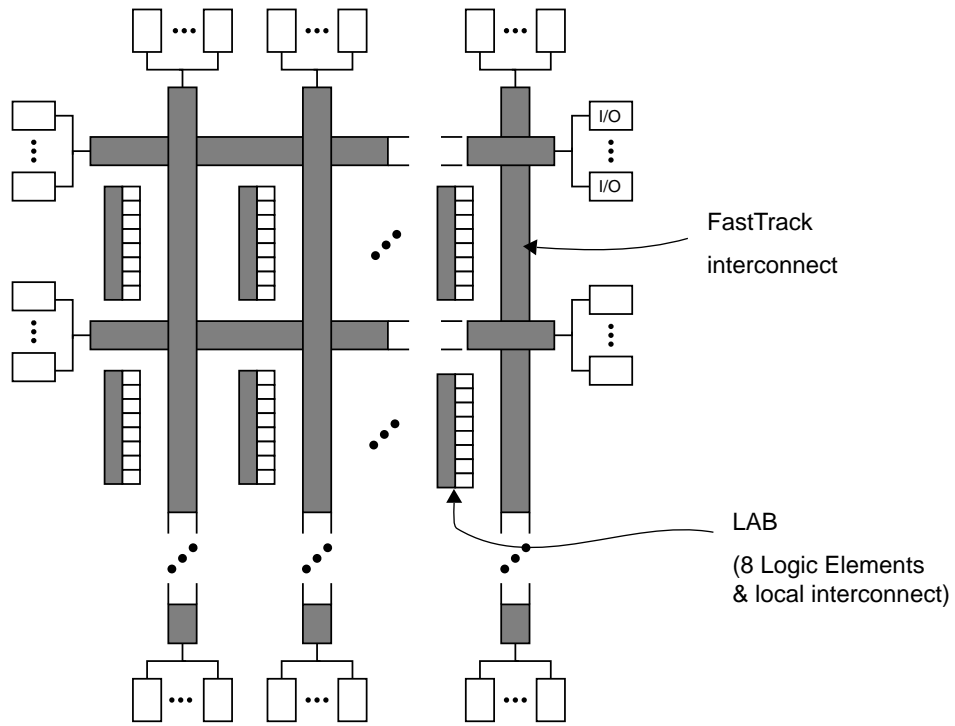 I/O
I/O
FastTrack
interconnect
LAB
(8 Logic Elements
& local interconnect)